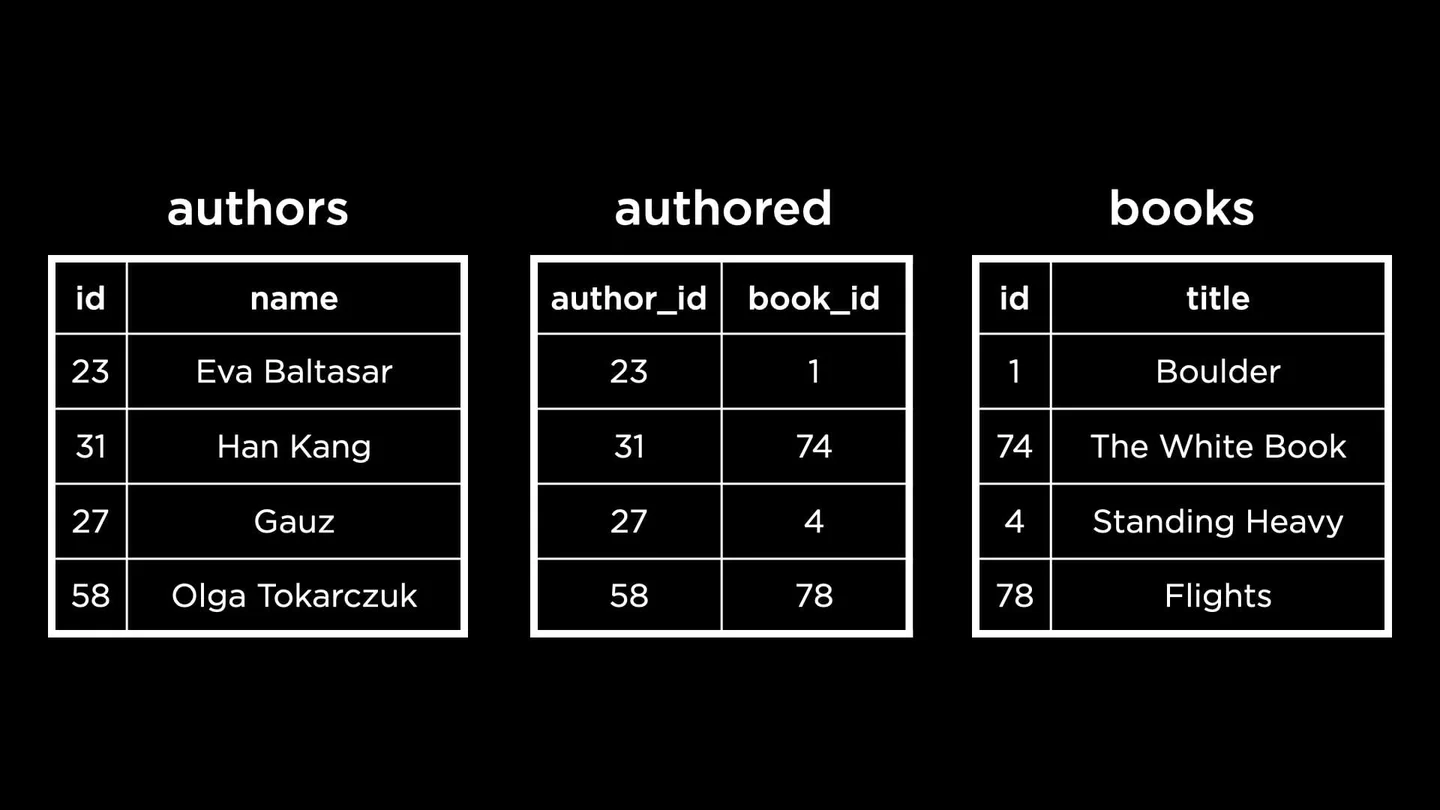 authors
id name
23 Eva Baltasar
31 Han Kang
27 Gauz
58 Olga Tokarczuk
authored
author_id book_id
23 1
31 74
27 4
58 78
books
id title
1 Boulder
74 The White Book
4 Standing Heavy
78 Flights